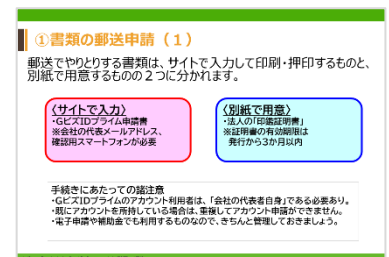 ①書類の郵送申請(1)
郵送でやりとりする書類は、サイトで入力して印刷・押印するものと、
別紙で用意するものの2つに分かれます。
〈サイトで入力〉
・GビズIDプライム申請書
※会社の代表メールアドレス、
確認用スマートフォンが必要
〈別紙で用意〉
・法人の「印鑑証明書」
※証明書の有効期限は
発行から3か月以内
手続きにあたっての諸注意
・GビズIDプライムのアカウント利用者は、「会社の代表者自身」である必要あり。
・既にアカウントを所持している場合は、重複してアカウント申請ができません。
・電子申請や補助金でも利用するものなので、きちんと管理しておきましょう。